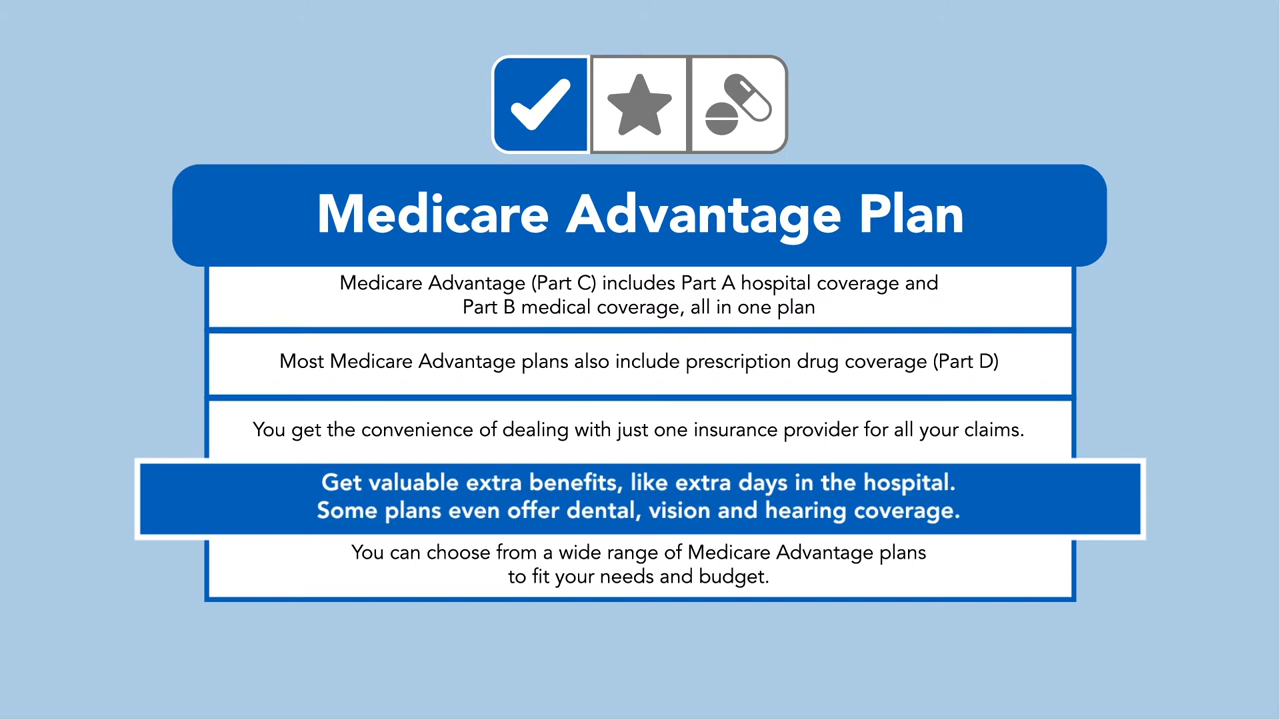 Medicare Advantage Plan
Medicare Advantage (Part C) includes Part A hospital coverage and
Part B medical coverage, all in one plan
Most Medicare Advantage plans also include prescription drug coverage (Part D)
You get the convenience of dealing with just one insurance provider for all your claims.
Get valuable extra benefits, like extra days in the hospital.
Some plans even offer dental, vision and hearing coverage.
You can choose from a wide range of Medicare Advantage plans
to fit your needs and budget.